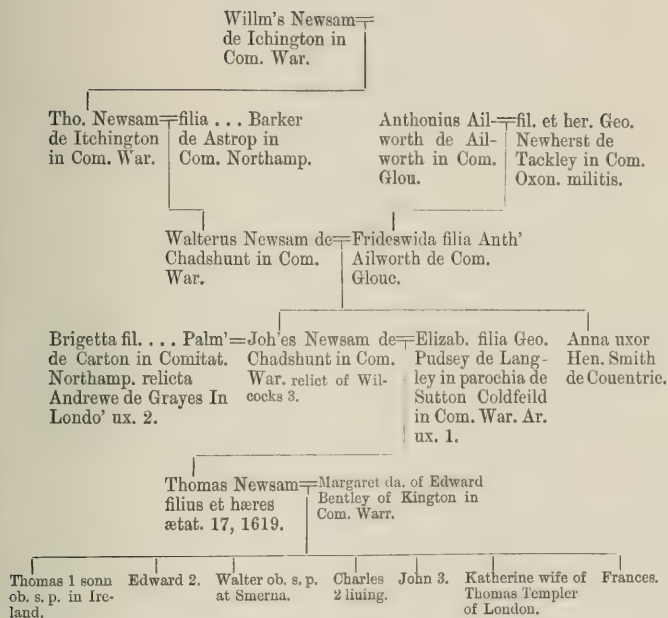 Willm's Newsam
de Ichington in
Com. War.
Tho. Newsam
de Itchington
in Com. War.
filia ... Barker
de Astrop in
Com. Northamp.
Anthonius Ail-
worth de Ail-
worth in Com.
Glou.
fil. et her. Geo.
Newherst de
Tackley in Com.
Oxon. militis.
Walterus Newsam de
Chadshunt in Com.
War.
Frideswida filia Anth'
Ailworth de Com.
Glouc.
Brigetta fil. .... Palm'
de Carton in Comitat.
Northamp. relicta
Andrewe de Grayes In
Londo' ux. 2.
Joh'es Newsam de
Chadshunt in Com.
War. relict of Wil-
cocks 3.
Elizab. filia Geo.
Pudsey de Lang-
ley in parochia de
Sutton Coldfeild
in Com. War. Ar.
ux. 1.
Anna uxor
Hen. Smith
de Couentrie.
Thomas Newsam
filius et hæres
ætat. 17, 1619.
Margaret da. of Edward
Bentley of Kington in
Com. Warr.
Thomas 1 sonn
ob. s. p. in Ire-
land.
Edward 2.
Walter ob. s. p.
at Smerna.
Charles
2 liuing.
John 3.
Katherine wife of
Thomas Templer
of London.
Frances.